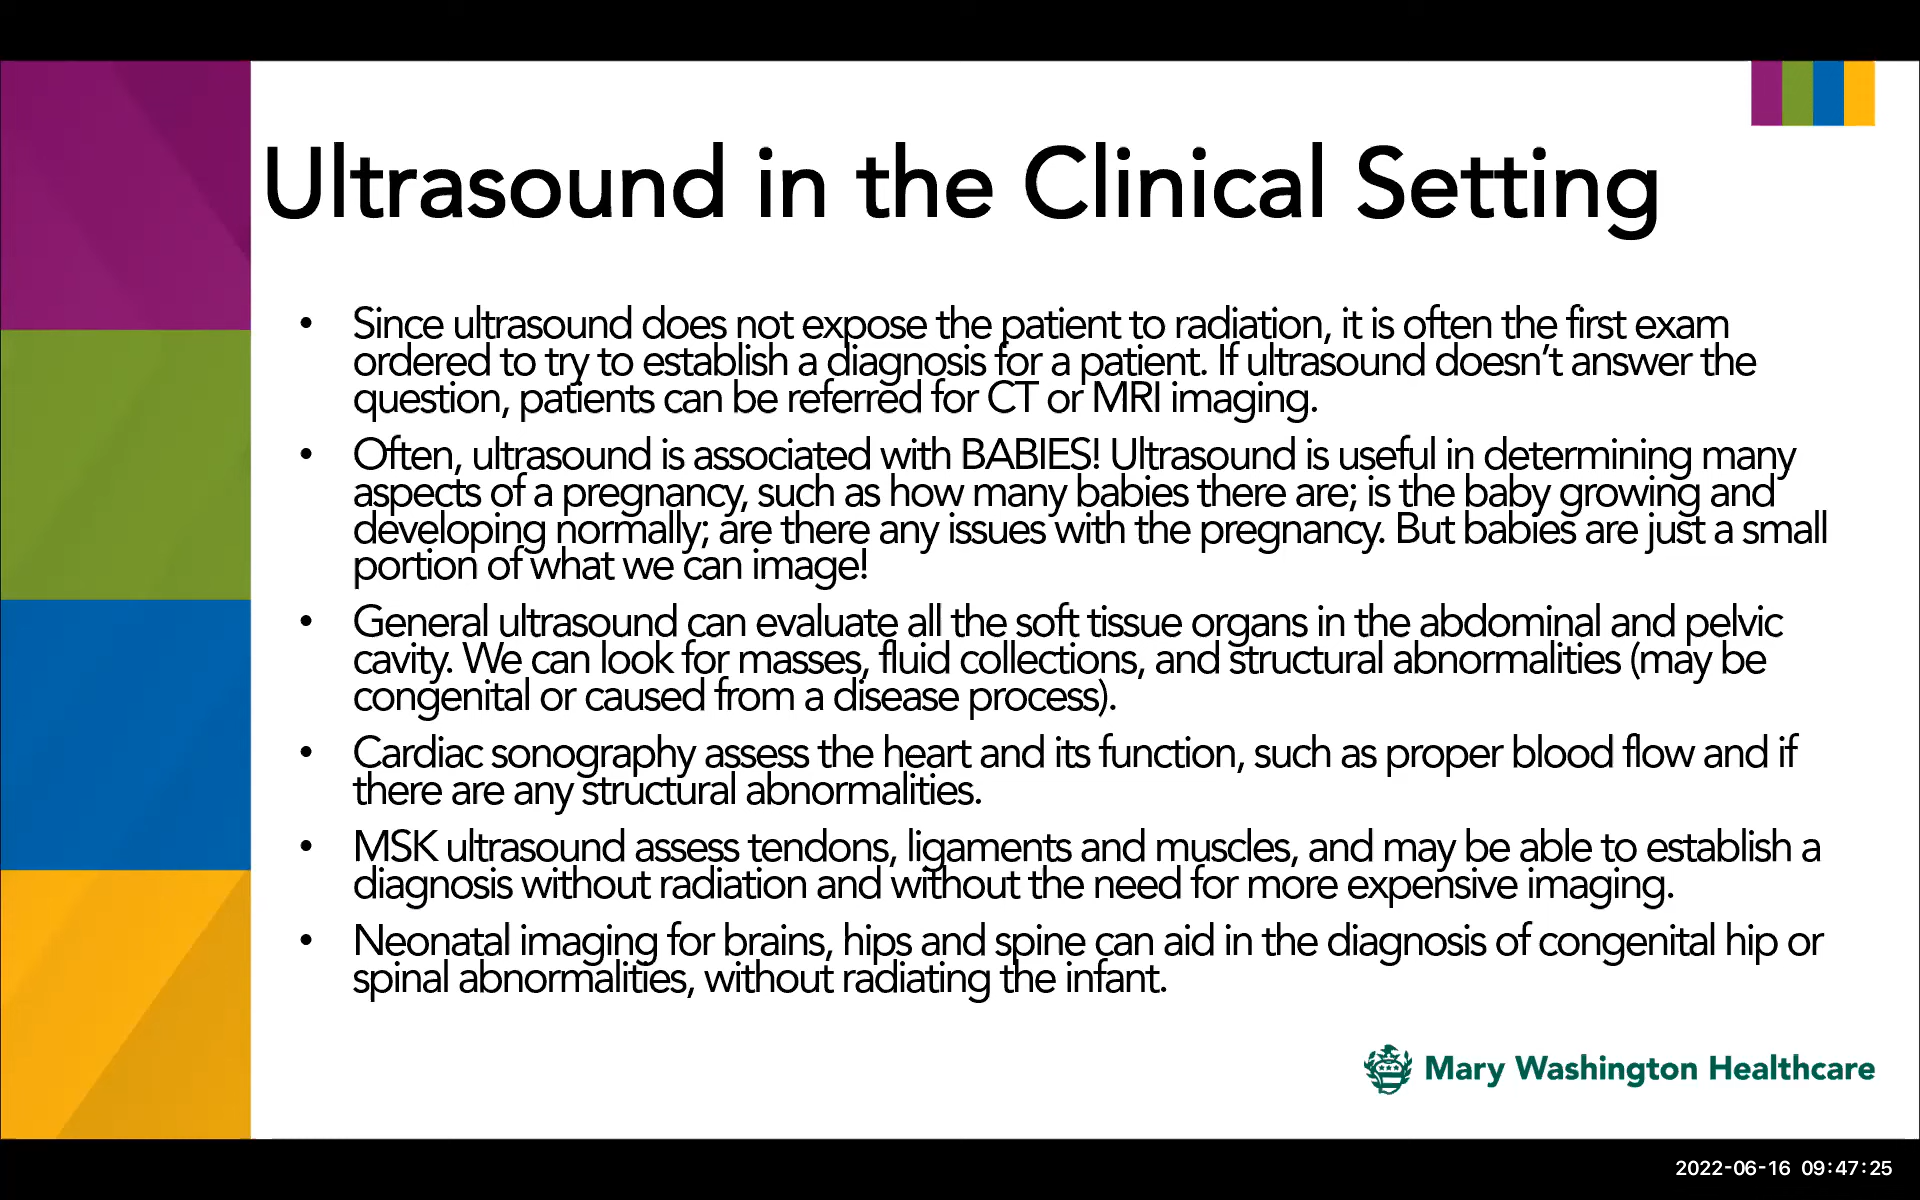 Ultrasound in the Clinical Setting
• Since ultrasound does not expose the patient to radiation, it is often the first exam
ordered to try to establish a diagnosis for a patient. If ultrasound doesn’t answer the
question, patients can be referred for CT or MRI imaging.
• Often, ultrasound is associated with BABIES! Ultrasound is useful in determining many
aspects of a pregnancy, such as how many babies there are; is the baby growing and
developing normally; are there any issues with the pregnancy. But babies are just a small
portion of what we can image!
• General ultrasound can evaluate all the soft tissue organs in the abdominal and pelvic
cavity. We can look for masses, fluid collections, and structural abnormalities (may be
congenital or caused from a disease process).
• Cardiac sonography assess the heart and its function, such as proper blood flow and if
there are any structural abnormalities.
• MSK ultrasound assess tendons, ligaments and muscles, and may be able to establish a
diagnosis without radiation and without the need for more expensive imaging.
• Neonatal imaging for brains, hips and spine can aid in the diagnosis of congenital hip or
spinal abnormalities, without radiating the infant.
Mary Washington Healthcare
2022-06-16 09:47:25